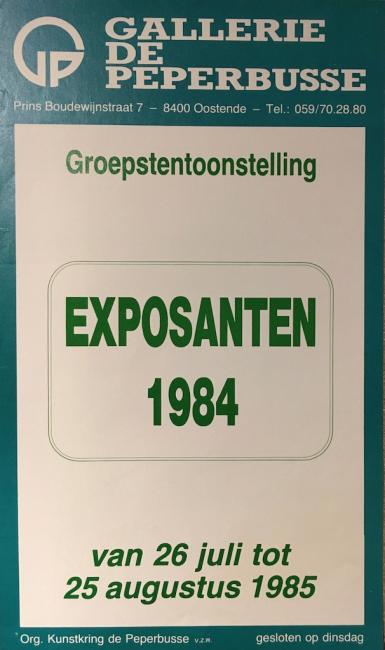 GALLERIE
DE
PEPERBUSSE
Prins Boudewijnstraat 7 – 8400 Oostende – Tel.: 059/70.28.80
Groepstentoonstelling
EXPOSANTEN
1984
van 26 juli tot
25 augustus 1985
Org. Kunstkring de Peperbusse v.z.w. gesloten op dinsdag